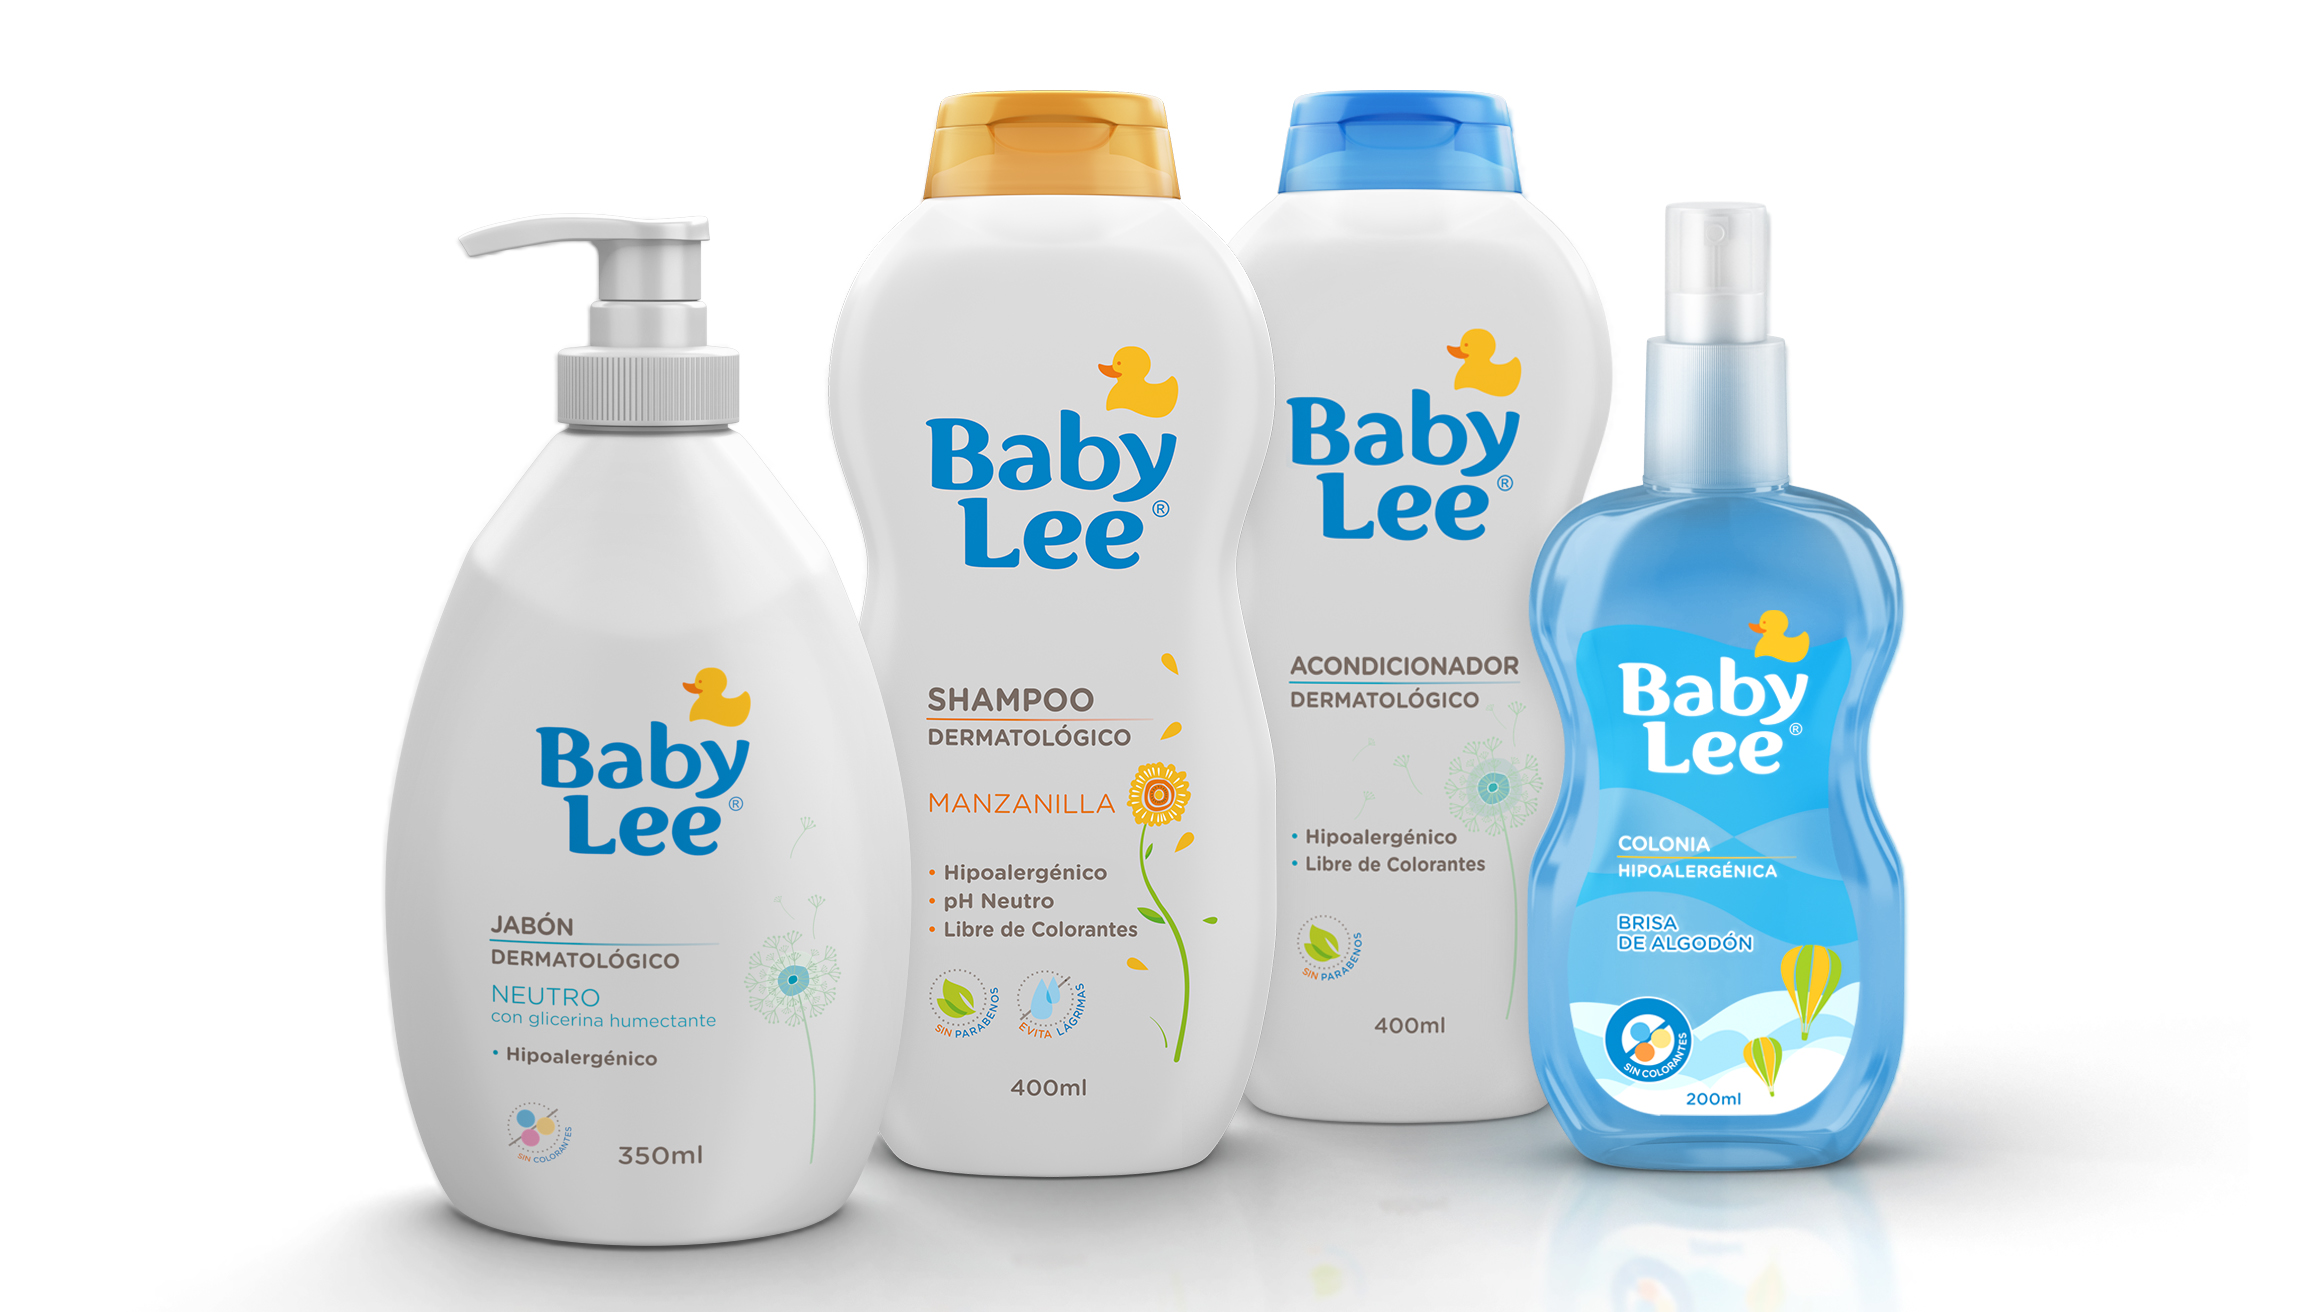 Baby
Lee®
JABÓN
DERMATOLÓGICO
NEUTRO
con glicerina humectante
• Hipoalergénico
SIN COLORANTES
350ml
Baby
Lee®
SHAMPOO
DERMATOLÓGICO
MANZANILLA
• Hipoalergénico
• pH Neutro
• Libre de Colorantes
SIN PARABENOS
EVITA LÁGRIMAS
400ml
Baby
Lee®
ACONDICIONADOR
DERMATOLÓGICO
• Hipoalergénico
• Libre de Colorantes
SIN PARABENOS
400ml
Baby
Lee®
COLONIA
HIPOALERGÉNICA
BRISA
DE ALGODÓN
SIN COLORANTES
200ml